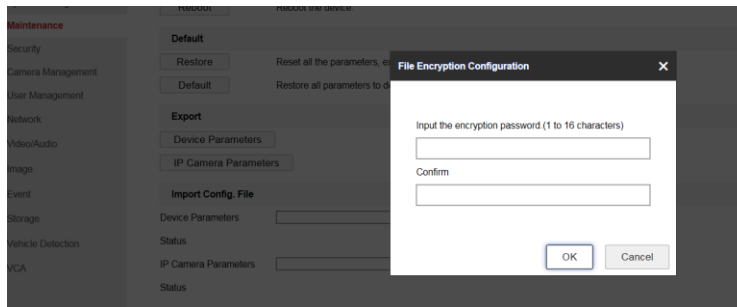 Reboot
Reboot the device.
Maintenance
Security
Camera Management
User Management
Network
Video/Audio
Image
Event
Storage
Vehicle Detection
VCA
Default
Restore
Reset all the parameters, e
Default
Restore all parameters to d
Export
Device Parameters
IP Camera Parameters
Import Config. File
Device Parameters
Status
IP Camera Parameters
Status
File Encryption Configuration
Input the encryption password.(1 to 16 characters)
Confirm
OK
Cancel